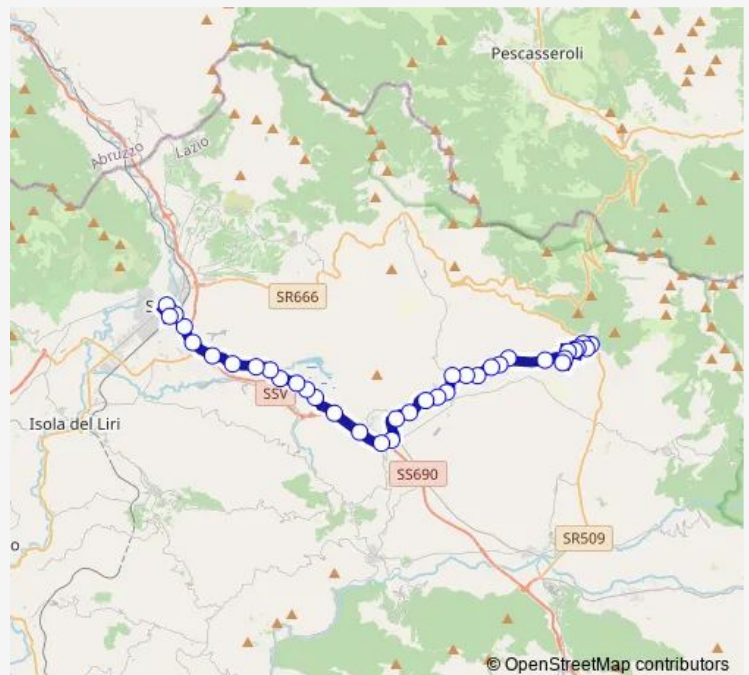 Pescasseroli
Abruzzo
Lazio
SR666
S
SSV
Isola del Liri
SS690
SR509
o
© OpenStreetMap contributors